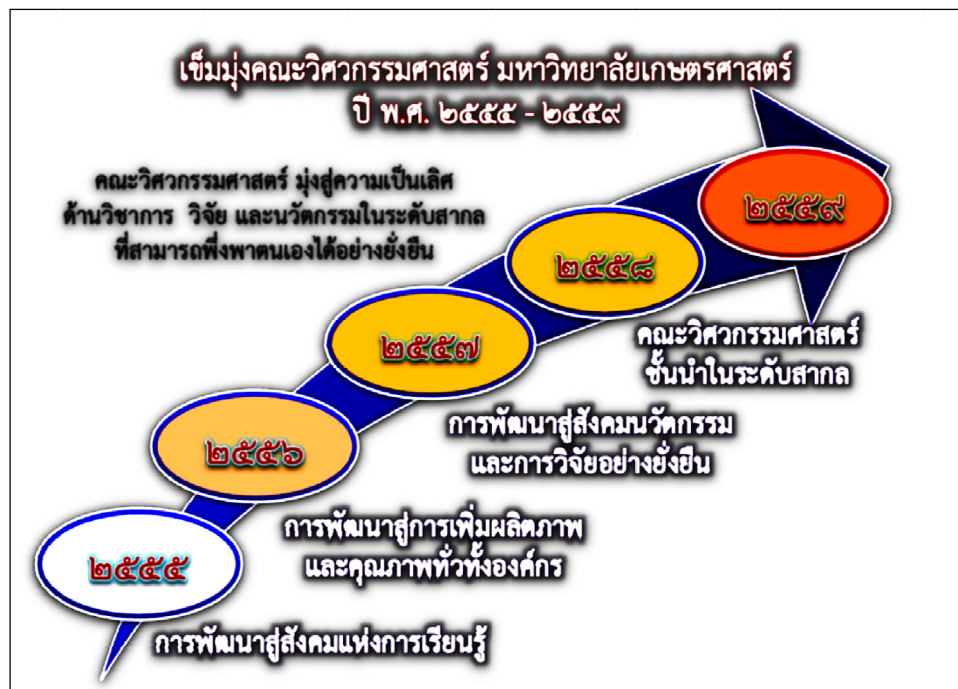 เข็มมุ่งคณะวิศวกรรมศาสตร์ มหาวิทยาลัยเกษตรศาสตร์
ปี พ.ศ. ๒๕๕๕ - ๒๕๕๙
คณะวิศวกรรมศาสตร์ มุ่งสู่ความเป็นเลิศ
ด้านวิชาการ วิจัย และนวัตกรรมในระดับสากล
ที่สามารถพึ่งพาตนเองได้อย่างยั่งยืน
๒๕๕๙
๒๕๕๘
๒๕๕๗
คณะวิศวกรรมศาสตร์
ชั้นนำในระดับสากล
๒๕๕๖
การพัฒนาสู่สังคมนวัตกรรม
และการวิจัยอย่างยั่งยืน
๒๕๕๕
การพัฒนาสู่การเพิ่มผลิตภาพ
และคุณภาพทั่วทั้งองค์กร
การพัฒนาสู่สังคมแห่งการเรียนรู้